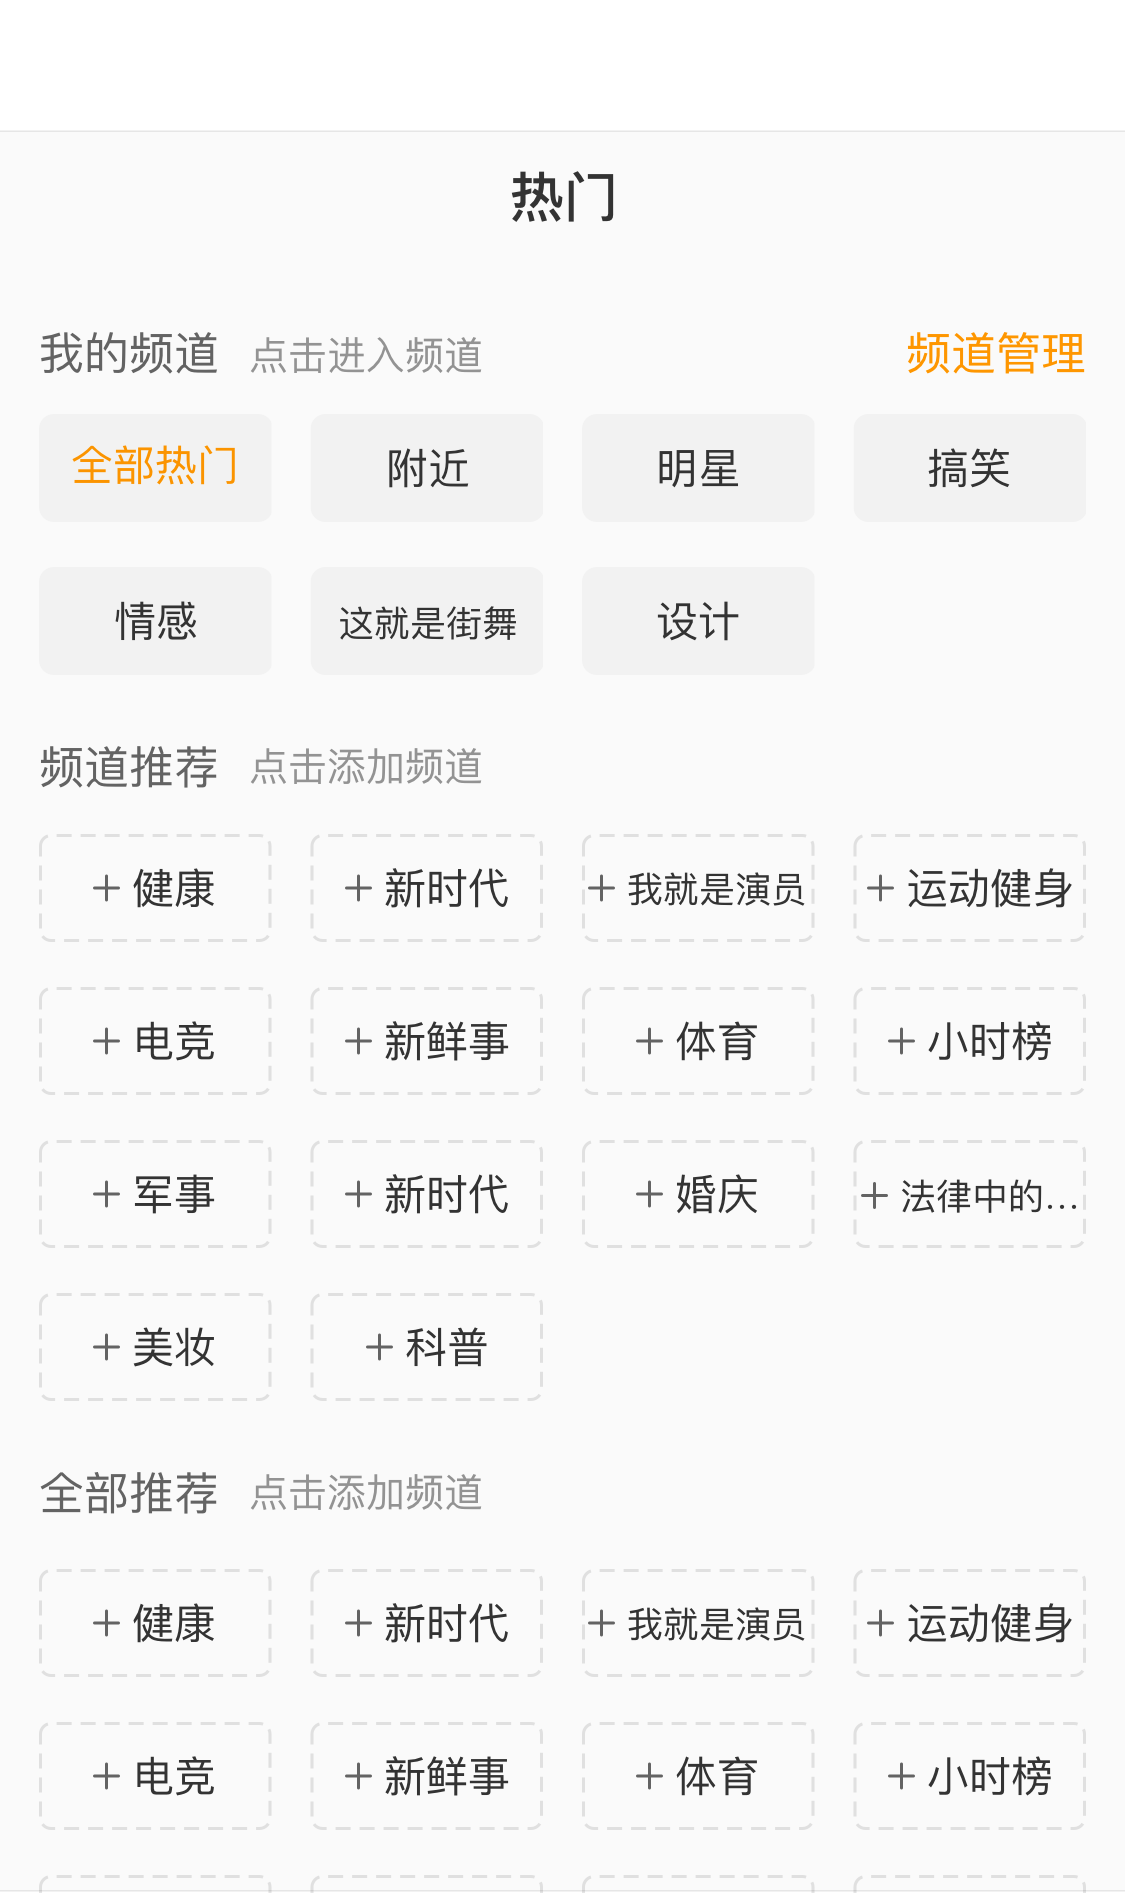 热门
我的频道 点击进入频道 频道管理
全部热门 附近 明星 搞笑
情感 这就是街舞 设计
频道推荐 点击添加频道
+ 健康 + 新时代 + 我就是演员 + 运动健身
+ 电竞 + 新鲜事 + 体育 + 小时榜
+ 军事 + 新时代 + 婚庆 + 法律中的...
+ 美妆 + 科普
全部推荐 点击添加频道
+ 健康 + 新时代 + 我就是演员 + 运动健身
+ 电竞 + 新鲜事 + 体育 + 小时榜